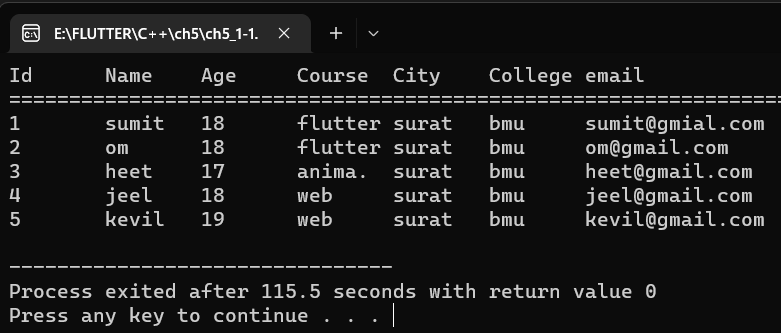 E:\FLUTTER\C++\ch5\ch5_1-1.
Id Name Age Course City College email
=================================================================
1 sumit 18 flutter surat bmu sumit@gmial.com
2 om 18 flutter surat bmu om@gmail.com
3 heet 17 anima. surat bmu heet@gmail.com
4 jeel 18 web surat bmu jeel@gmail.com
5 kevil 19 web surat bmu kevil@gmail.com
--------------------------------
Process exited after 115.5 seconds with return value 0
Press any key to continue . . .